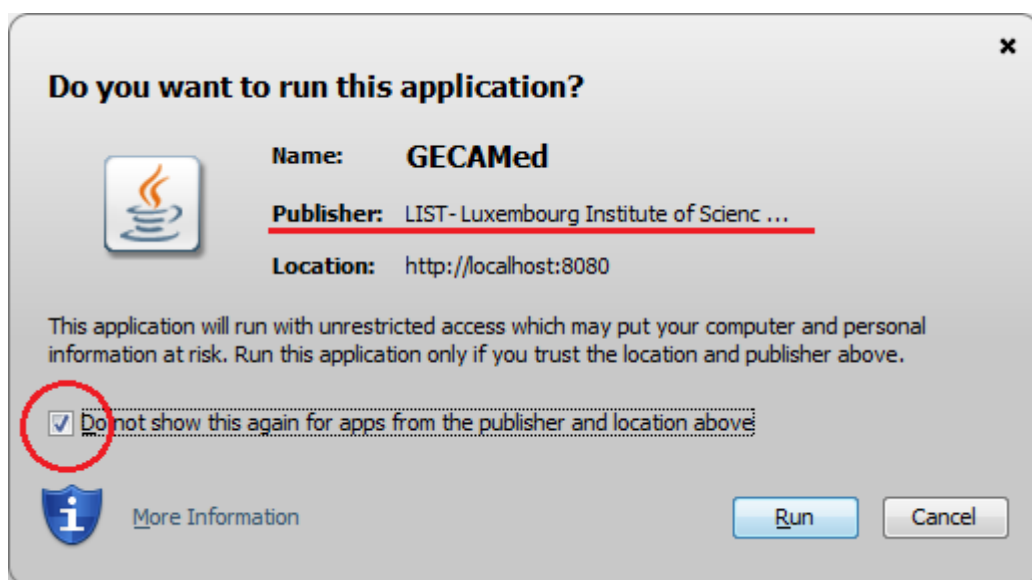 Do you want to run this application?
Name: GECAMed
Publisher: LIST-Luxembourg Institute of Scienc ...
Location: http://localhost:8080
This application will run with unrestricted access which may put your computer and personal
information at risk. Run this application only if you trust the location and publisher above.
Do not show this again for apps from the publisher and location above
More Information
Run
Cancel